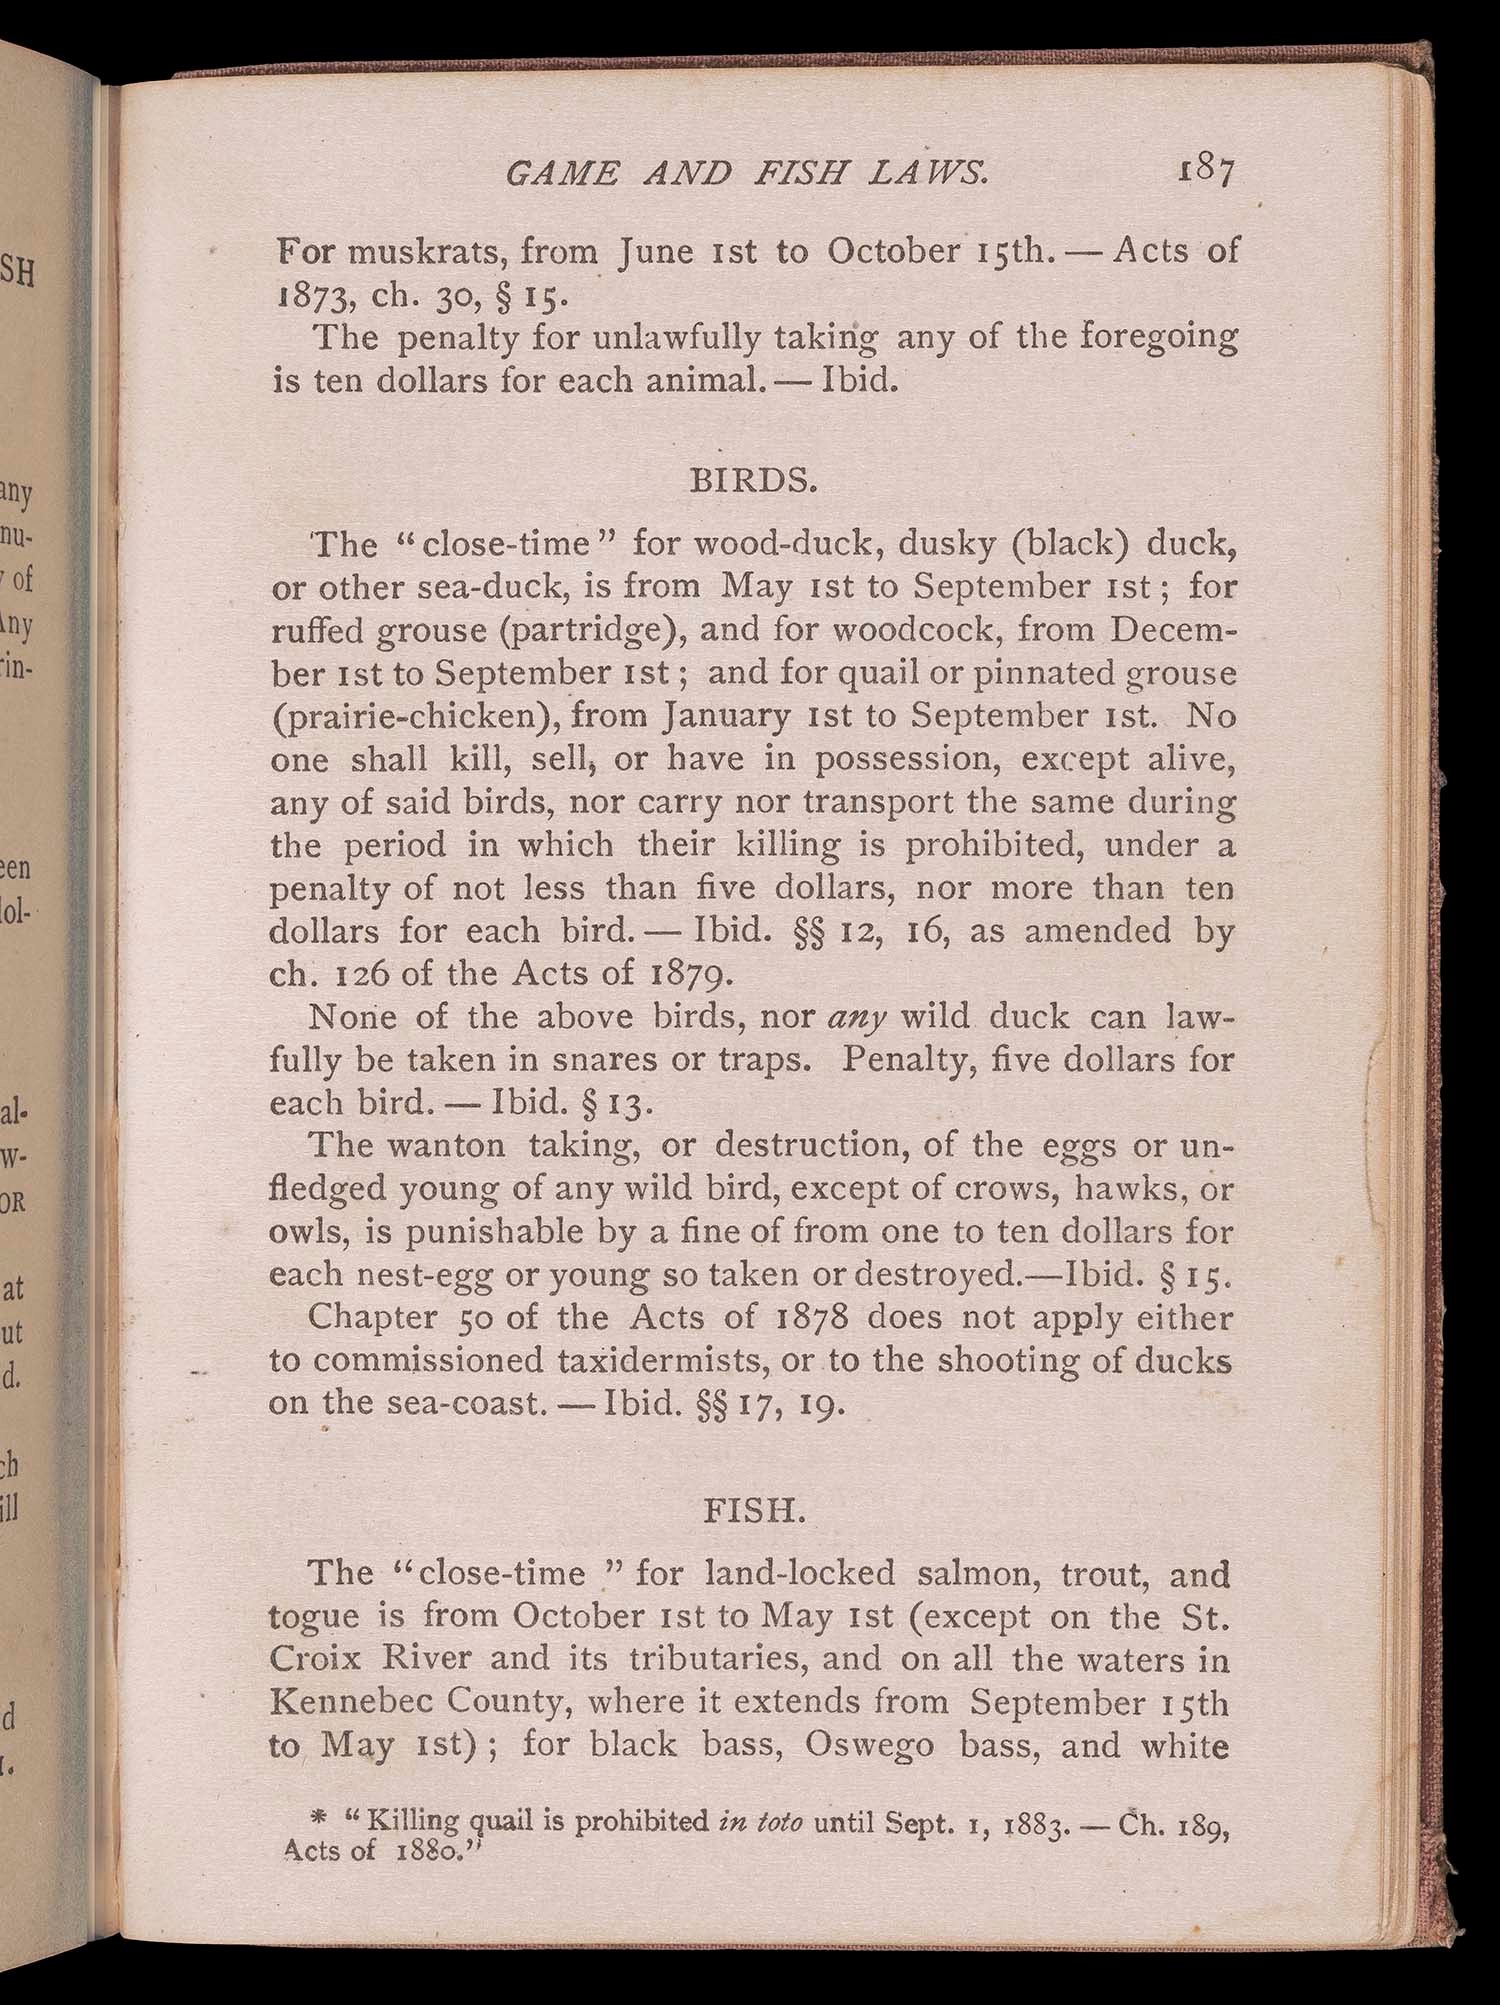 GAME AND FISH LAWS. 187
For muskrats, from June 1st to October 15th. — Acts of
1873, ch. 30, § 15.
The penalty for unlawfully taking any of the foregoing
is ten dollars for each animal. — Ibid.
BIRDS.
The “close-time” for wood-duck, dusky (black) duck,
or other sea-duck, is from May 1st to September 1st; for
ruffed grouse (partridge), and for woodcock, from Decem-
ber 1st to September 1st; and for quail or pinnated grouse
(prairie-chicken), from January 1st to September 1st. No
one shall kill, sell, or have in possession, except alive,
any of said birds, nor carry nor transport the same during
the period in which their killing is prohibited, under a
penalty of not less than five dollars, nor more than ten
dollars for each bird. — Ibid. §§ 12, 16, as amended by
ch. 126 of the Acts of 1879.
None of the above birds, nor any wild duck can law-
fully be taken in snares or traps. Penalty, five dollars for
each bird. — Ibid. § 13.
The wanton taking, or destruction, of the eggs or un-
fledged young of any wild bird, except of crows, hawks, or
owls, is punishable by a fine of from one to ten dollars for
each nest-egg or young so taken or destroyed.—Ibid. § 15.
Chapter 50 of the Acts of 1878 does not apply either
to commissioned taxidermists, or to the shooting of ducks
on the sea-coast. — Ibid. §§ 17, 19.
FISH.
The “close-time” for land-locked salmon, trout, and
togue is from October 1st to May 1st (except on the St.
Croix River and its tributaries, and on all the waters in
Kennebec County, where it extends from September 15th
to May 1st); for black bass, Oswego bass, and white
* “Killing quail is prohibited in toto until Sept. 1, 1883. — Ch. 189,
Acts of 1880.”
SH
any
nu-
of
Any
rin-
een
dol-
al-
w-
OR
at
ut
d.
ch
ill
d